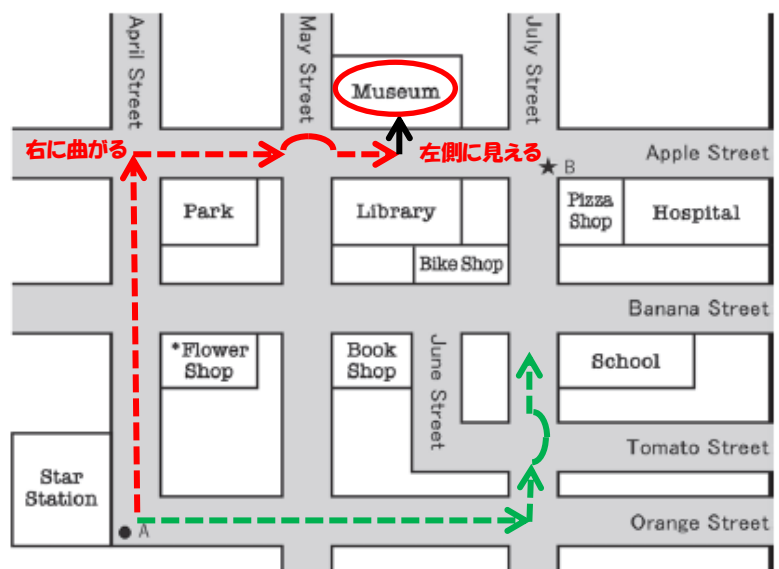 April Street
May Street
July Street
Museum
右に曲がる
左側に見える
Apple Street
★ B
Park
Library
Pizza
Shop
Hospital
Bike Shop
Banana Street
*Flower
Shop
Book
Shop
June Street
School
Tomato Street
Star
Station
● A
Orange Street